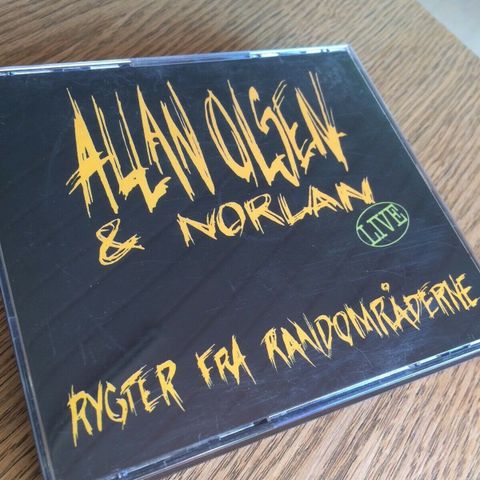 ALLAN OLSEN
& NORLAN
LIVE
RYGTER FRA RANDOMRÅDERNE